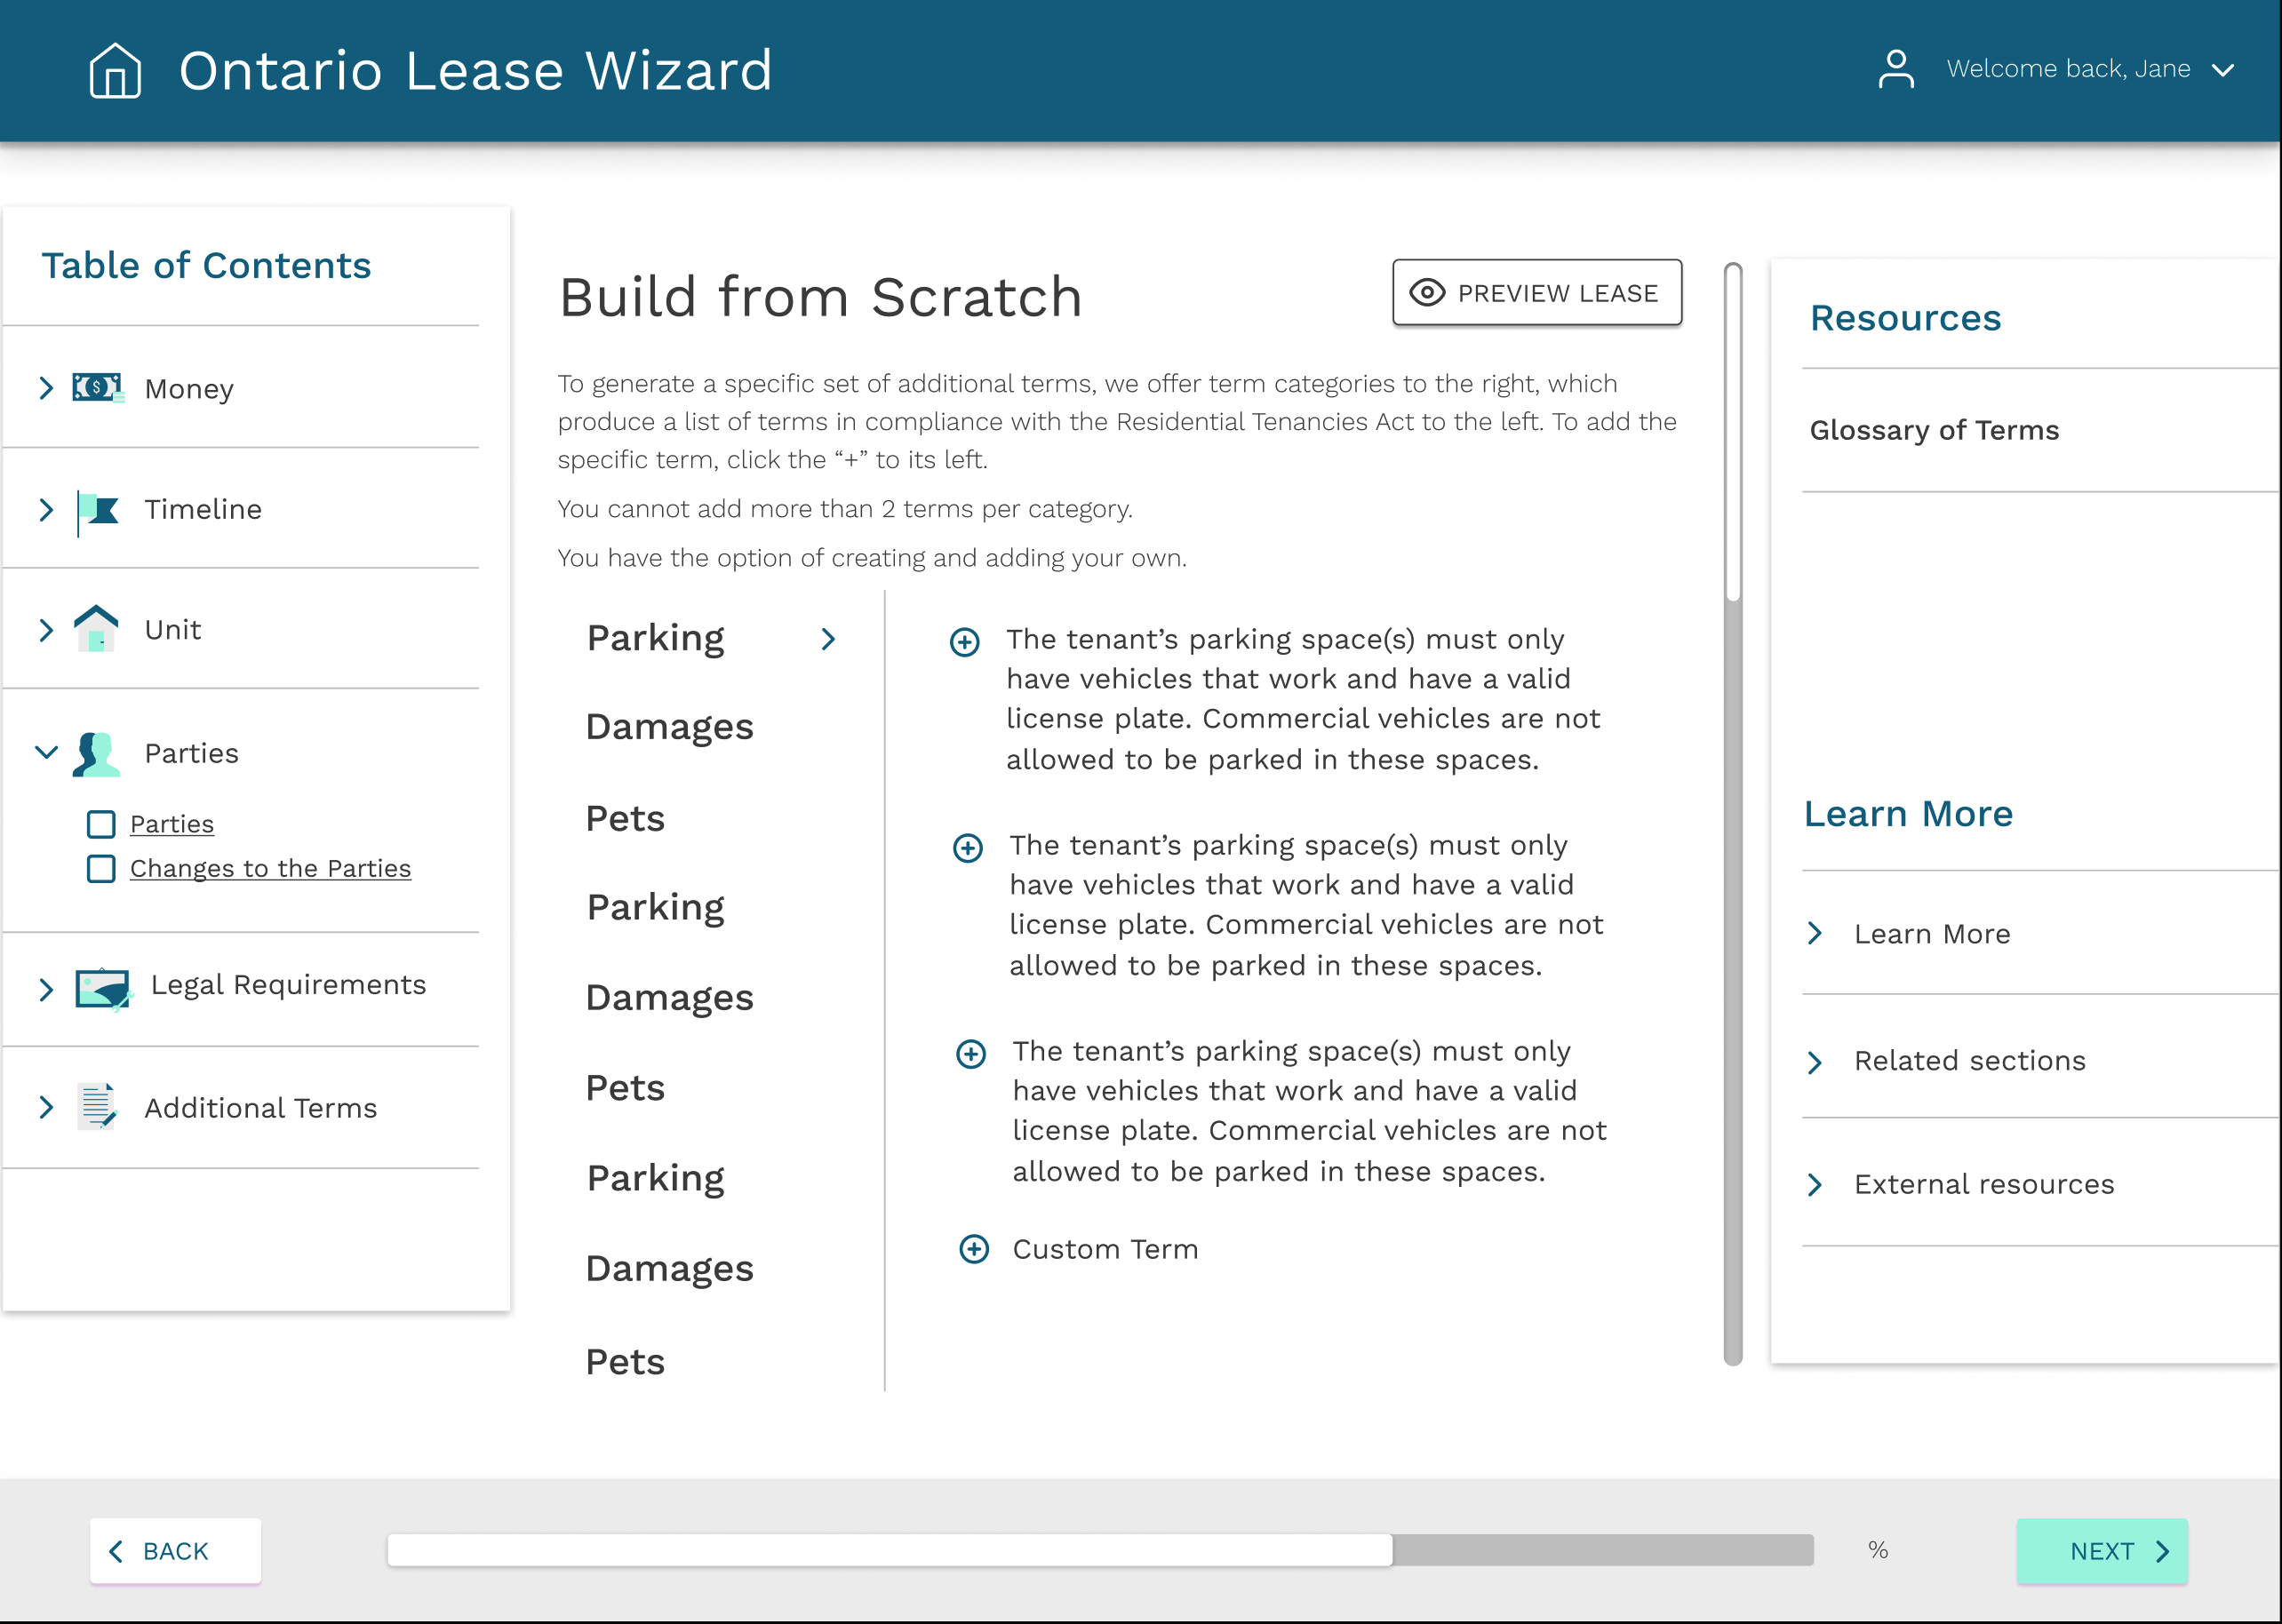 Ontario Lease Wizard
Welcome back, Jane
Table of Contents
Money
Timeline
Unit
Parties
Parties
Changes to the Parties
Legal Requirements
Additional Terms
Build from Scratch
PREVIEW LEASE
To generate a specific set of additional terms, we offer term categories to the right, which
produce a list of terms in compliance with the Residential Tenancies Act to the left. To add the
specific term, click the “+” to its left.
You cannot add more than 2 terms per category.
You have the option of creating and adding your own.
Parking
Damages
Pets
Parking
Damages
Pets
Parking
Damages
Pets
The tenant’s parking space(s) must only
have vehicles that work and have a valid
license plate. Commercial vehicles are not
allowed to be parked in these spaces.
The tenant’s parking space(s) must only
have vehicles that work and have a valid
license plate. Commercial vehicles are not
allowed to be parked in these spaces.
The tenant’s parking space(s) must only
have vehicles that work and have a valid
license plate. Commercial vehicles are not
allowed to be parked in these spaces.
Custom Term
Resources
Glossary of Terms
Learn More
Learn More
Related sections
External resources
BACK
%
NEXT